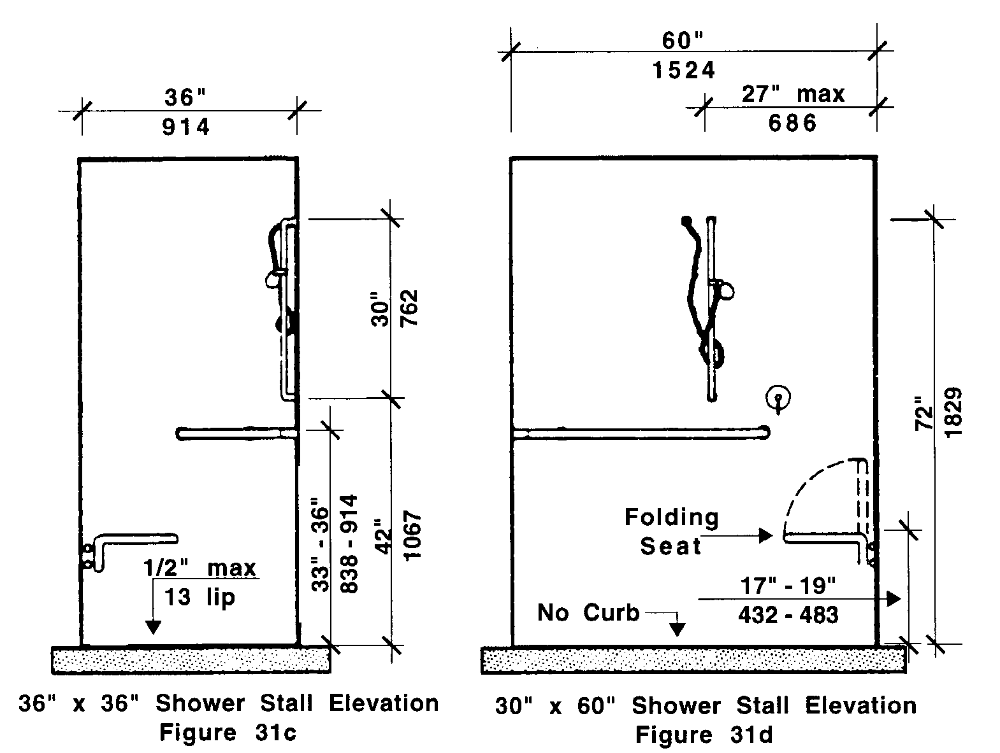 36"
914
30"
762
33" - 36"
838 - 914
42"
1067
1/2" max
13 lip
36" x 36" Shower Stall Elevation
Figure 31c
60"
1524
27" max
686
72"
1829
Folding
Seat
17" - 19"
432 - 483
No Curb
30" x 60" Shower Stall Elevation
Figure 31d